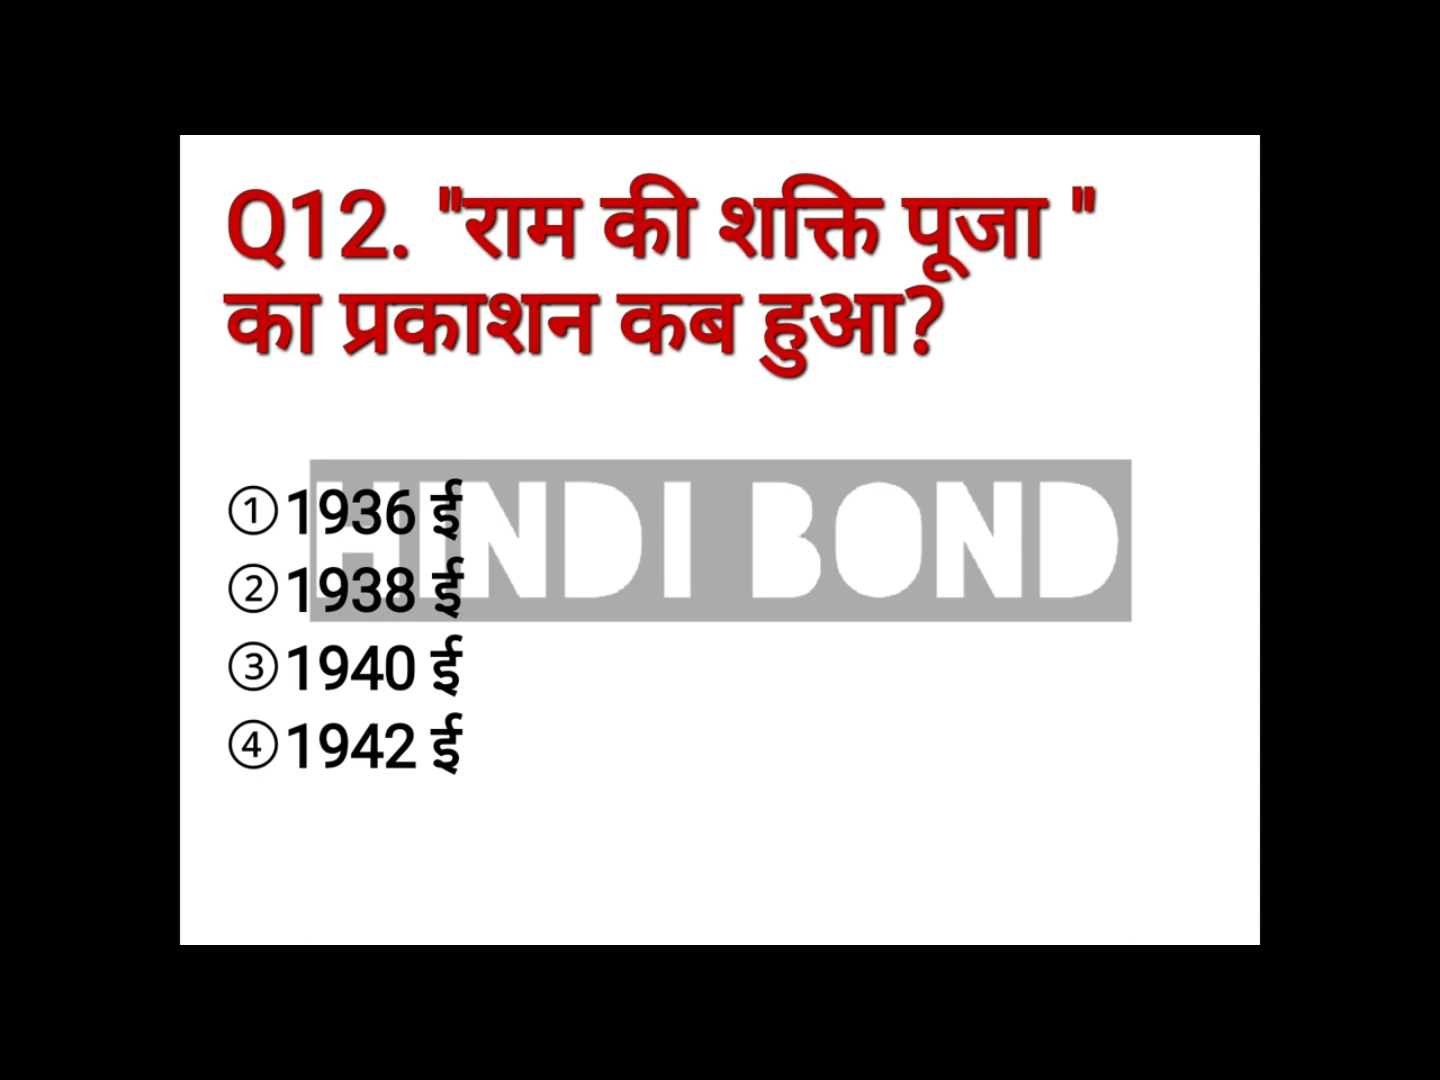 Q12. "राम की शक्ति पूजा "
का प्रकाशन कब हुआ?
HINDI BOND
①1936 ई
②1938 ई
③1940 ई
④1942 ई